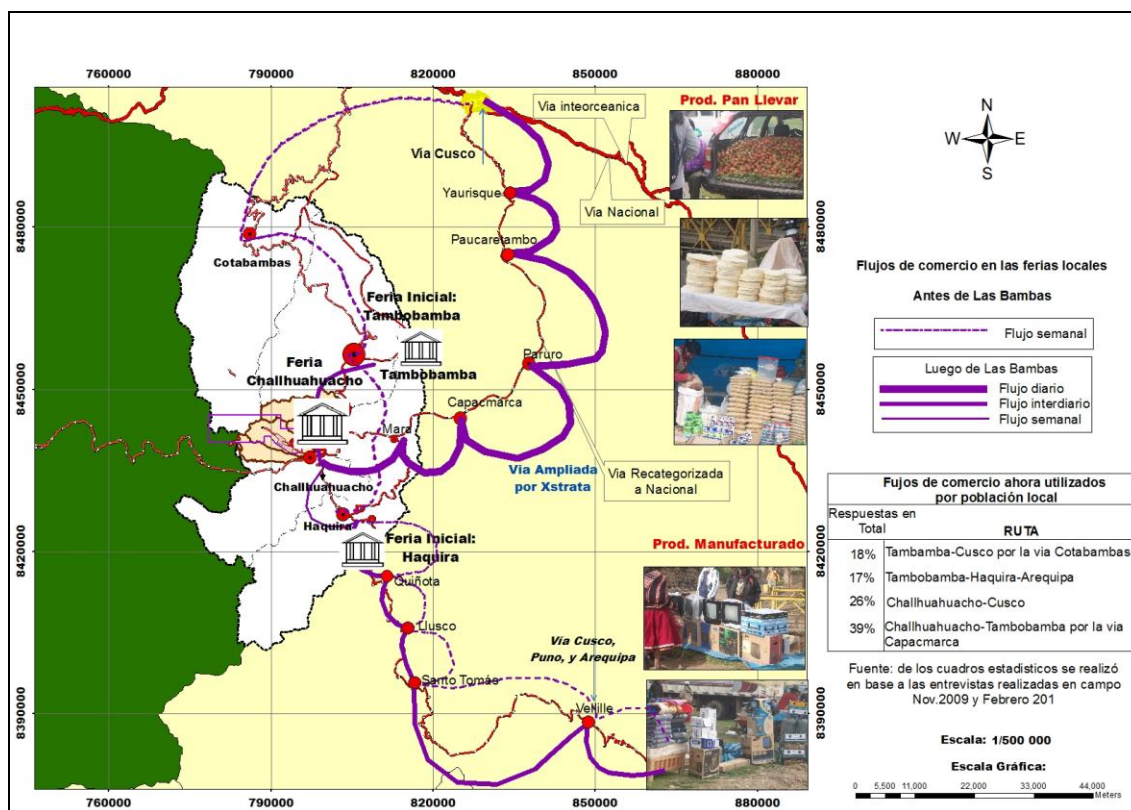 760000
790000
820000
850000
880000
Prod. Pan Llevar
Via inteorceanica
Via Cusco
Via Nacional
Yaurisque
Paucaretambo
Cotabambas
Feria Inicial:
Tambobamba
Feria
Challhuahuacho
Tambobamba
Paruro
Capacmarca
Mara
Via Ampliada
por Xstrata
Via Recategorizada
a Nacional
Challhuahuacho
Haquira
Feria Inicial:
Haquira
Prod. Manufacturado
Quiñota
Llusco
Santo Tomás
Vía Cusco,
Puno, y Arequipa
Velille
8480000
8450000
8420000
8390000
8480000
8450000
8420000
8390000
760000
790000
820000
850000
880000
N
W
E
S
Flujos de comercio en las ferias locales
Antes de Las Bambas
Flujo semanal
Luego de Las Bambas
Flujo diario
Flujo interdiario
Flujo semanal
Fujos de comercio ahora utilizados
por población local
Respuestas en
Total
RUTA
18% Tambamba-Cusco por la via Cotabambas
17% Tambobamba-Haquira-Arequipa
26% Challhuahuacho-Cusco
39% Challhuahuacho-Tambobamba por la via
Capacmarca
Fuente: de los cuadros estadisticos se realizó
en base a las entrevistas realizadas en campo
Nov.2009 y Febrero 201
Escala: 1/500 000
Escala Gráfica:
0 5,500 11,000 22,000 33,000 44,000
Meters